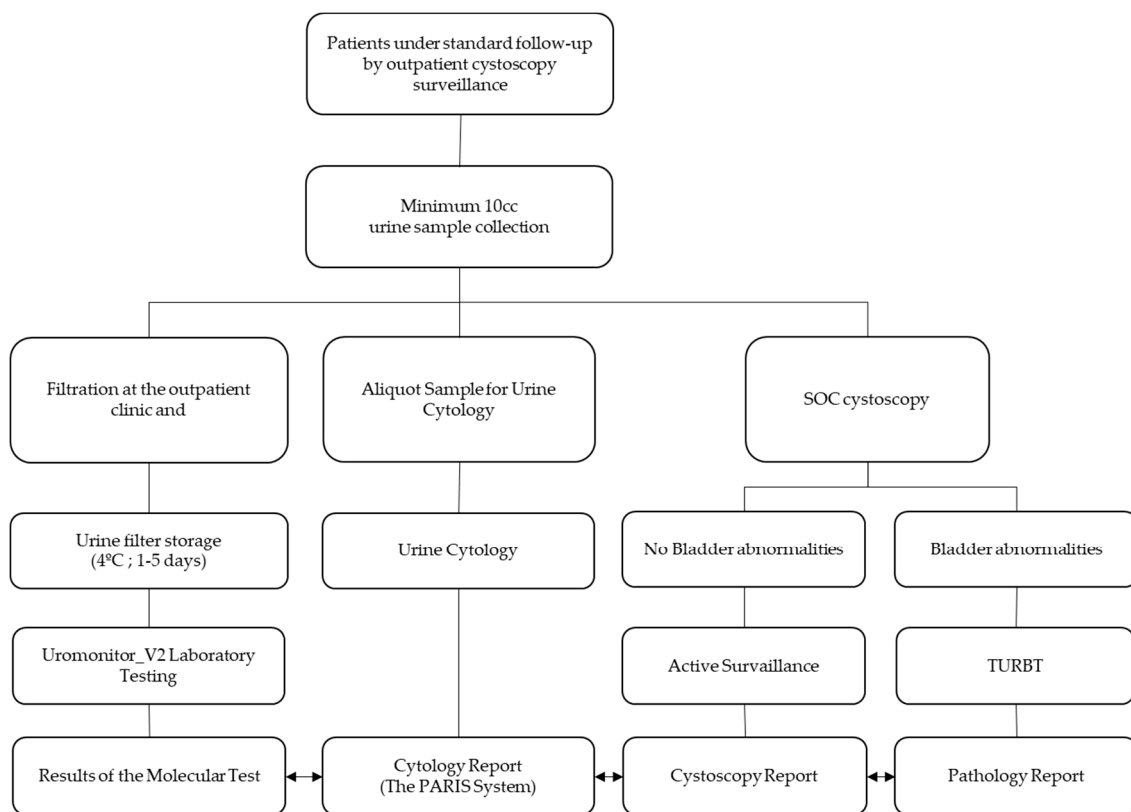 Patients under standard follow-up
by outpatient cystoscopy
surveillance
Minimum 10cc
urine sample collection
Filtration at the outpatient
clinic and
Aliquot Sample for Urine
Cytology
SOC cystoscopy
Urine filter storage
(4ºC ; 1-5 days)
Urine Cytology
No Bladder abnormalities
Bladder abnormalities
Uromonitor_V2 Laboratory
Testing
Active Survaillance
TURBT
Results of the Molecular Test
Cytology Report
(The PARIS System)
Cystoscopy Report
Pathology Report